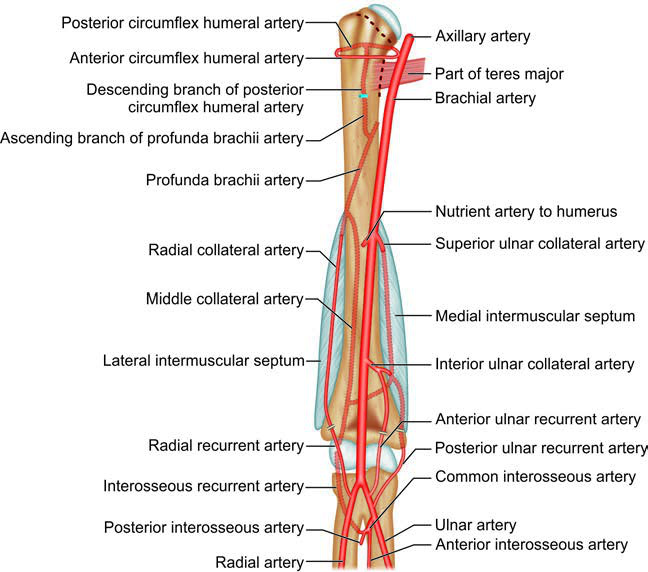 Posterior circumflex humeral artery
Anterior circumflex humeral artery
Descending branch of posterior
circumflex humeral artery
Ascending branch of profunda brachii artery
Profunda brachii artery
Radial collateral artery
Middle collateral artery
Lateral intermuscular septum
Radial recurrent artery
Interosseous recurrent artery
Posterior interosseous artery
Radial artery
Axillary artery
Part of teres major
Brachial artery
Nutrient artery to humerus
Superior ulnar collateral artery
Medial intermuscular septum
Interior ulnar collateral artery
Anterior ulnar recurrent artery
Posterior ulnar recurrent artery
Common interosseous artery
Ulnar artery
Anterior interosseous artery